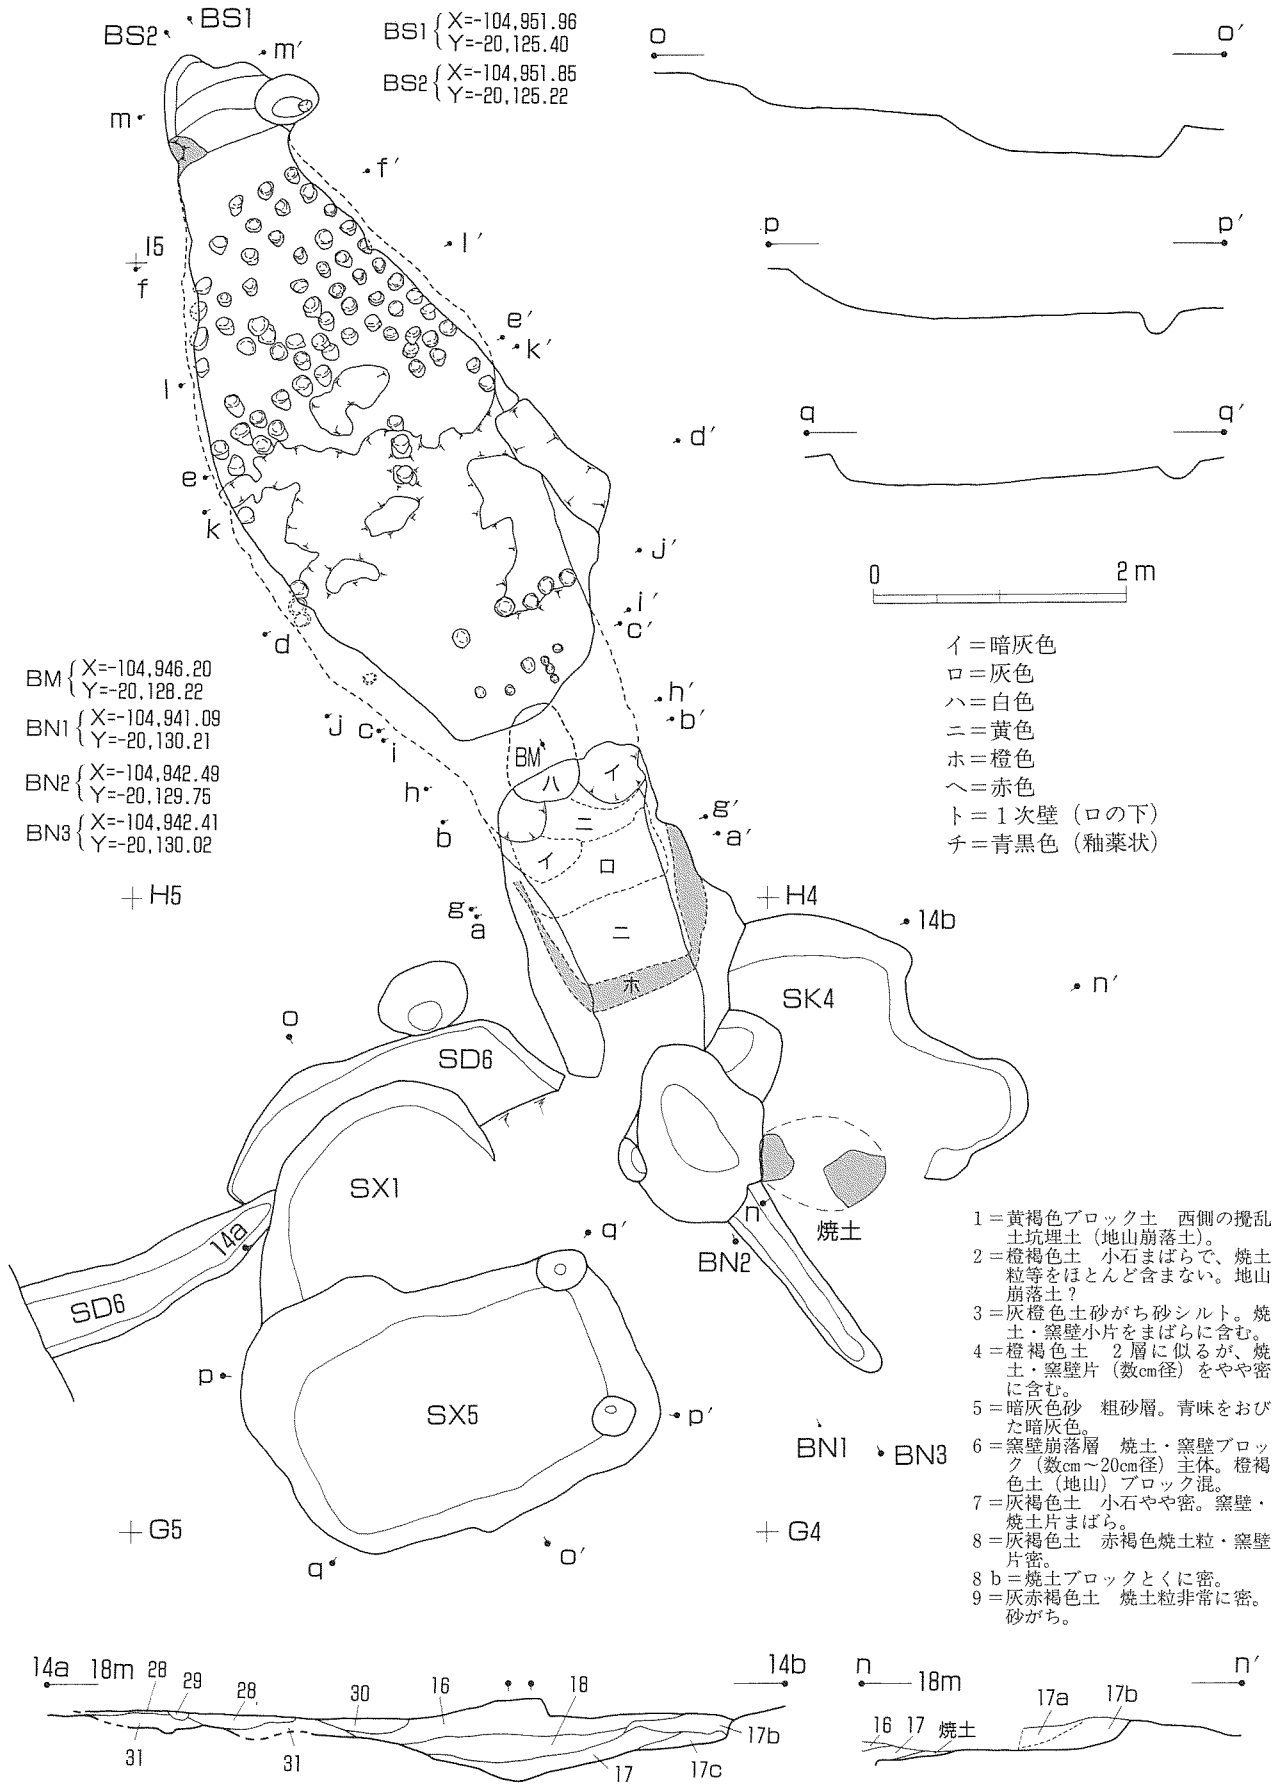 BS1
BS2
m'
m
BS1 { X=-104,951.96
Y=-20,125.40
BS2 { X=-104,951.85
Y=-20,125.22
o
o'
p
p'
q
q'
0
2m
f'
l'
15
f
e'
k'
l
d'
e
k
j'
i'
c'
d
h'
b'
j
c
i
BM
h
g'
a'
b
g
a
ハ
イ
ニ
イ
ロ
ニ
ホ
BM { X=-104,946.20
Y=-20,128.22
BN1 { X=-104,941.09
Y=-20,130.21
BN2 { X=-104,942.49
Y=-20,129.75
BN3 { X=-104,942.41
Y=-20,130.02
イ=暗灰色
ロ=灰色
ハ=白色
ニ=黄色
ホ=橙色
ヘ=赤色
ト=1次壁(ロの下)
チ=青黒色(釉薬状)
H5
H4
14b
n'
SK4
o
SD6
SX1
q'
n
焼土
BN2
14a
SD6
p
SX5
p'
BN1
BN3
G5
G4
q
o'
1=黄褐色ブロック土 西側の攪乱
土坑埋土(地山崩落土)。
2=橙褐色土 小石まばらで、焼土
粒等をほとんど含まない。地山
崩落土?
3=灰橙色土砂がち砂シルト。焼
土・窯壁小片をまばらに含む。
4=橙褐色土 2層に似るが、焼
土・窯壁片(数cm径)をやや密
に含む。
5=暗灰色砂 粗砂層。青味をおび
た暗灰色。
6=窯壁崩落層 焼土・窯壁ブロッ
ク(数cm~20cm径)主体。橙褐
色土(地山)ブロック混。
7=灰褐色土 小石やや密。窯壁・
焼土片まばら。
8=灰褐色土 赤褐色焼土粒・窯壁
片密。
8b=焼土ブロックとくに密。
9=灰赤褐色土 焼土粒非常に密。
砂がち。
14a
18m
28
29
28
30
16
18
14b
31
31
17
17c
17b
n
18m
n'
16
17
焼土
17a
17b